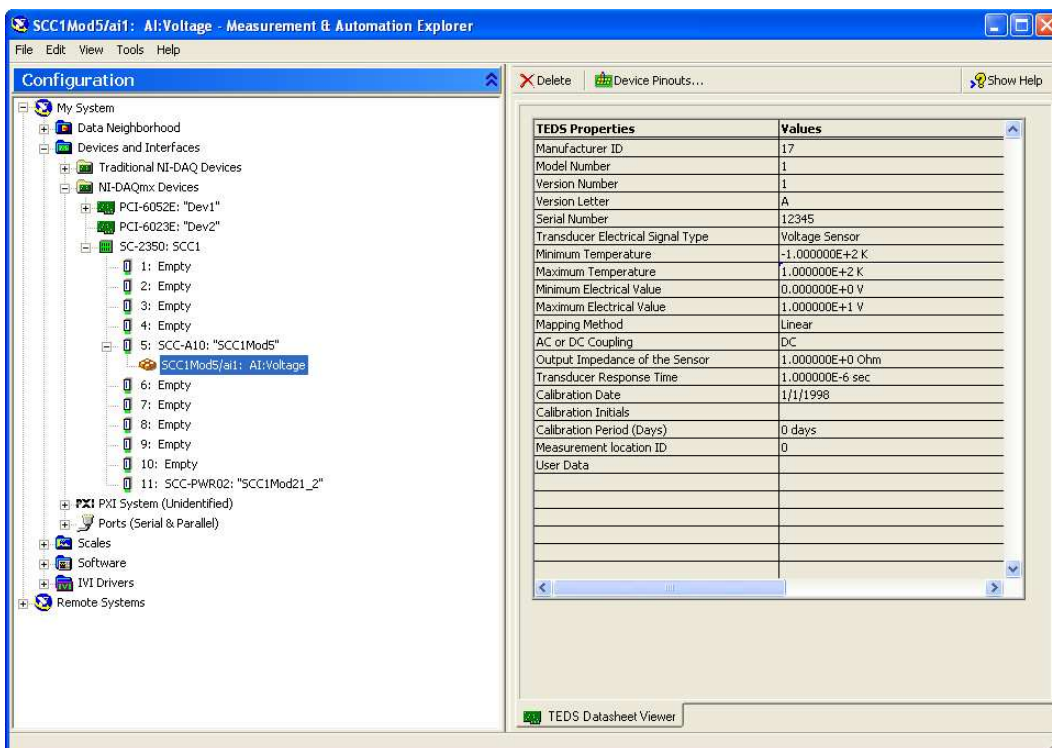 SCC1Mod5/ai1: AI:Voltage - Measurement & Automation Explorer
File Edit View Tools Help
Configuration
My System
Data Neighborhood
Devices and Interfaces
Traditional NI-DAQ Devices
NI-DAQmx Devices
PCI-6052E: "Dev1"
PCI-6023E: "Dev2"
SC-2350: SCC1
1: Empty
2: Empty
3: Empty
4: Empty
5: SCC-A10: "SCC1Mod5"
SCC1Mod5/ai1: AI:Voltage
6: Empty
7: Empty
8: Empty
9: Empty
10: Empty
11: SCC-PWR02: "SCC1Mod21_2"
PXI PXI System (Unidentified)
Ports (Serial & Parallel)
Scales
Software
IVI Drivers
Remote Systems
Delete Device Pinouts... Show Help
TEDS Properties Values
Manufacturer ID 17
Model Number 1
Version Number 1
Version Letter A
Serial Number 12345
Transducer Electrical Signal Type Voltage Sensor
Minimum Temperature -1.000000E+2 K
Maximum Temperature 1.000000E+2 K
Minimum Electrical Value 0.000000E+0 V
Maximum Electrical Value 1.000000E+1 V
Mapping Method Linear
AC or DC Coupling DC
Output Impedance of the Sensor 1.000000E+0 Ohm
Transducer Response Time 1.000000E-6 sec
Calibration Date 1/1/1998
Calibration Initials
Calibration Period (Days) 0 days
Measurement location ID 0
User Data
TEDS Datasheet Viewer